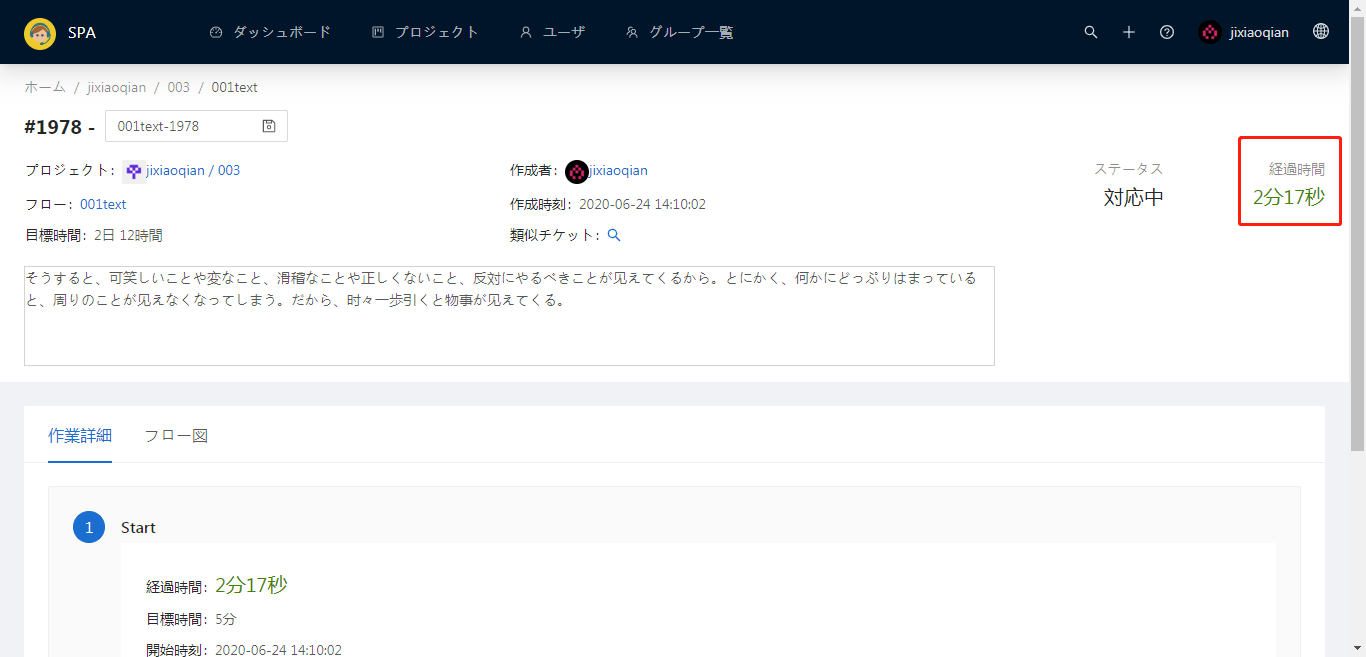 SPA ダッシュボード プロジェクト ユーザ グループ一覧 jixiaoqian
ホーム / jixiaoqian / 003 / 001text
#1978 - 001text-1978
プロジェクト: jixiaoqian / 003 作成者: jixiaoqian ステータス 経過時間
対応中 2分17秒
フロー: 001text 作成時刻: 2020-06-24 14:10:02
目標時間: 2日 12時間 類似チケット:
そうすると、可笑しいことや変なこと、滑稽なことや正しくないこと、反対にやるべきことが见えてくるから。とにかく、何かにどっぷりはまっている
と、周りのことが见えなくなってしまう。だから、时々一歩引くと物事が见えてくる。
作業詳細 フロー図
1 Start
経過時間: 2分17秒
目標時間: 5分
開始時刻: 2020-06-24 14:10:02